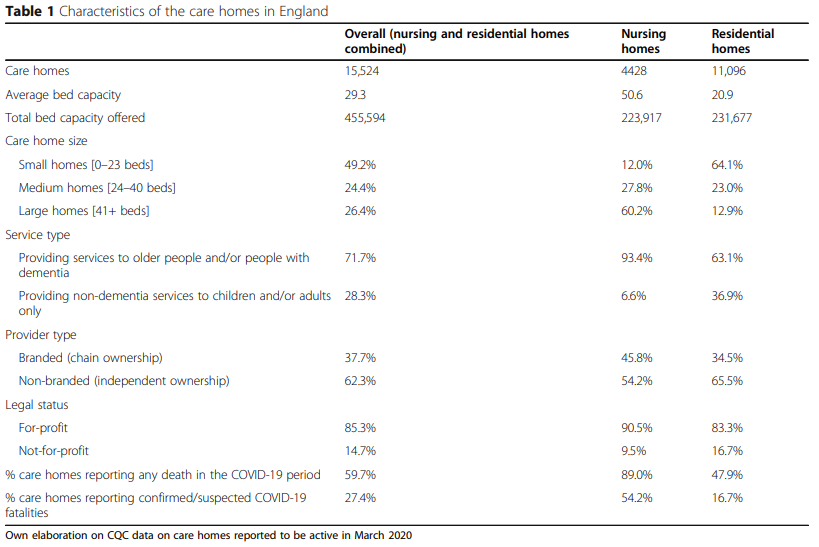 Table 1 Characteristics of the care homes in England
Overall (nursing and residential homes combined) Nursing homes Residential homes
Care homes 15,524 4428 11,096
Average bed capacity 29.3 50.6 20.9
Total bed capacity offered 455,594 223,917 231,677
Care home size
Small homes [0–23 beds] 49.2% 12.0% 64.1%
Medium homes [24–40 beds] 24.4% 27.8% 23.0%
Large homes [41+ beds] 26.4% 60.2% 12.9%
Service type
Providing services to older people and/or people with dementia 71.7% 93.4% 63.1%
Providing non-dementia services to children and/or adults only 28.3% 6.6% 36.9%
Provider type
Branded (chain ownership) 37.7% 45.8% 34.5%
Non-branded (independent ownership) 62.3% 54.2% 65.5%
Legal status
For-profit 85.3% 90.5% 83.3%
Not-for-profit 14.7% 9.5% 16.7%
% care homes reporting any death in the COVID-19 period 59.7% 89.0% 47.9%
% care homes reporting confirmed/suspected COVID-19 fatalities 27.4% 54.2% 16.7%
Own elaboration on CQC data on care homes reported to be active in March 2020